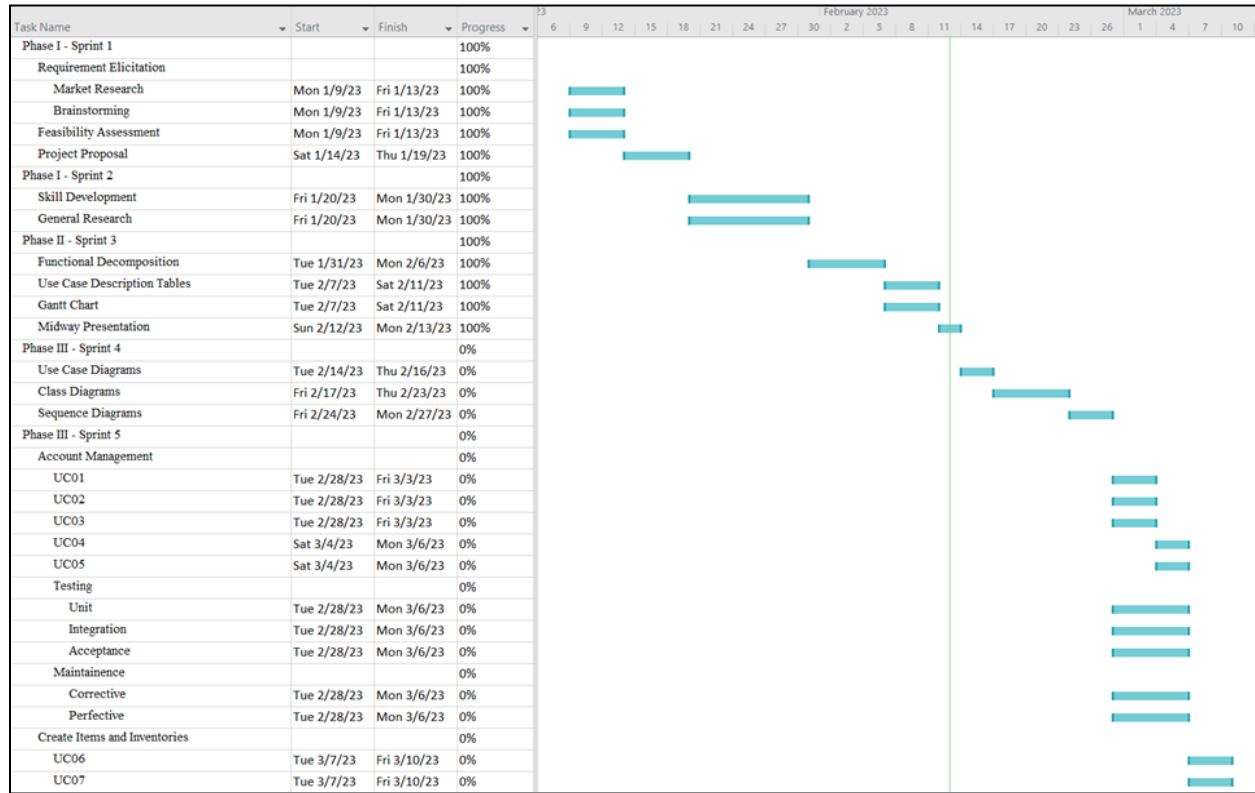 23 February 2023 March 2023
Task Name Start Finish Progress 6 9 12 15 18 21 24 27 30 2 5 8 11 14 17 20 23 26 1 4 7 10
Phase I - Sprint 1 100%
Requirement Elicitation 100%
Market Research Mon 1/9/23 Fri 1/13/23 100%
Brainstorming Mon 1/9/23 Fri 1/13/23 100%
Feasibility Assessment Mon 1/9/23 Fri 1/13/23 100%
Project Proposal Sat 1/14/23 Thu 1/19/23 100%
Phase I - Sprint 2 100%
Skill Development Fri 1/20/23 Mon 1/30/23 100%
General Research Fri 1/20/23 Mon 1/30/23 100%
Phase II - Sprint 3 100%
Functional Decomposition Tue 1/31/23 Mon 2/6/23 100%
Use Case Description Tables Tue 2/7/23 Sat 2/11/23 100%
Gantt Chart Tue 2/7/23 Sat 2/11/23 100%
Midway Presentation Sun 2/12/23 Mon 2/13/23 100%
Phase III - Sprint 4 0%
Use Case Diagrams Tue 2/14/23 Thu 2/16/23 0%
Class Diagrams Fri 2/17/23 Thu 2/23/23 0%
Sequence Diagrams Fri 2/24/23 Mon 2/27/23 0%
Phase III - Sprint 5 0%
Account Management 0%
UC01 Tue 2/28/23 Fri 3/3/23 0%
UC02 Tue 2/28/23 Fri 3/3/23 0%
UC03 Tue 2/28/23 Fri 3/3/23 0%
UC04 Sat 3/4/23 Mon 3/6/23 0%
UC05 Sat 3/4/23 Mon 3/6/23 0%
Testing 0%
Unit Tue 2/28/23 Mon 3/6/23 0%
Integration Tue 2/28/23 Mon 3/6/23 0%
Acceptance Tue 2/28/23 Mon 3/6/23 0%
Maintainence 0%
Corrective Tue 2/28/23 Mon 3/6/23 0%
Perfective Tue 2/28/23 Mon 3/6/23 0%
Create Items and Inventories 0%
UC06 Tue 3/7/23 Fri 3/10/23 0%
UC07 Tue 3/7/23 Fri 3/10/23 0%